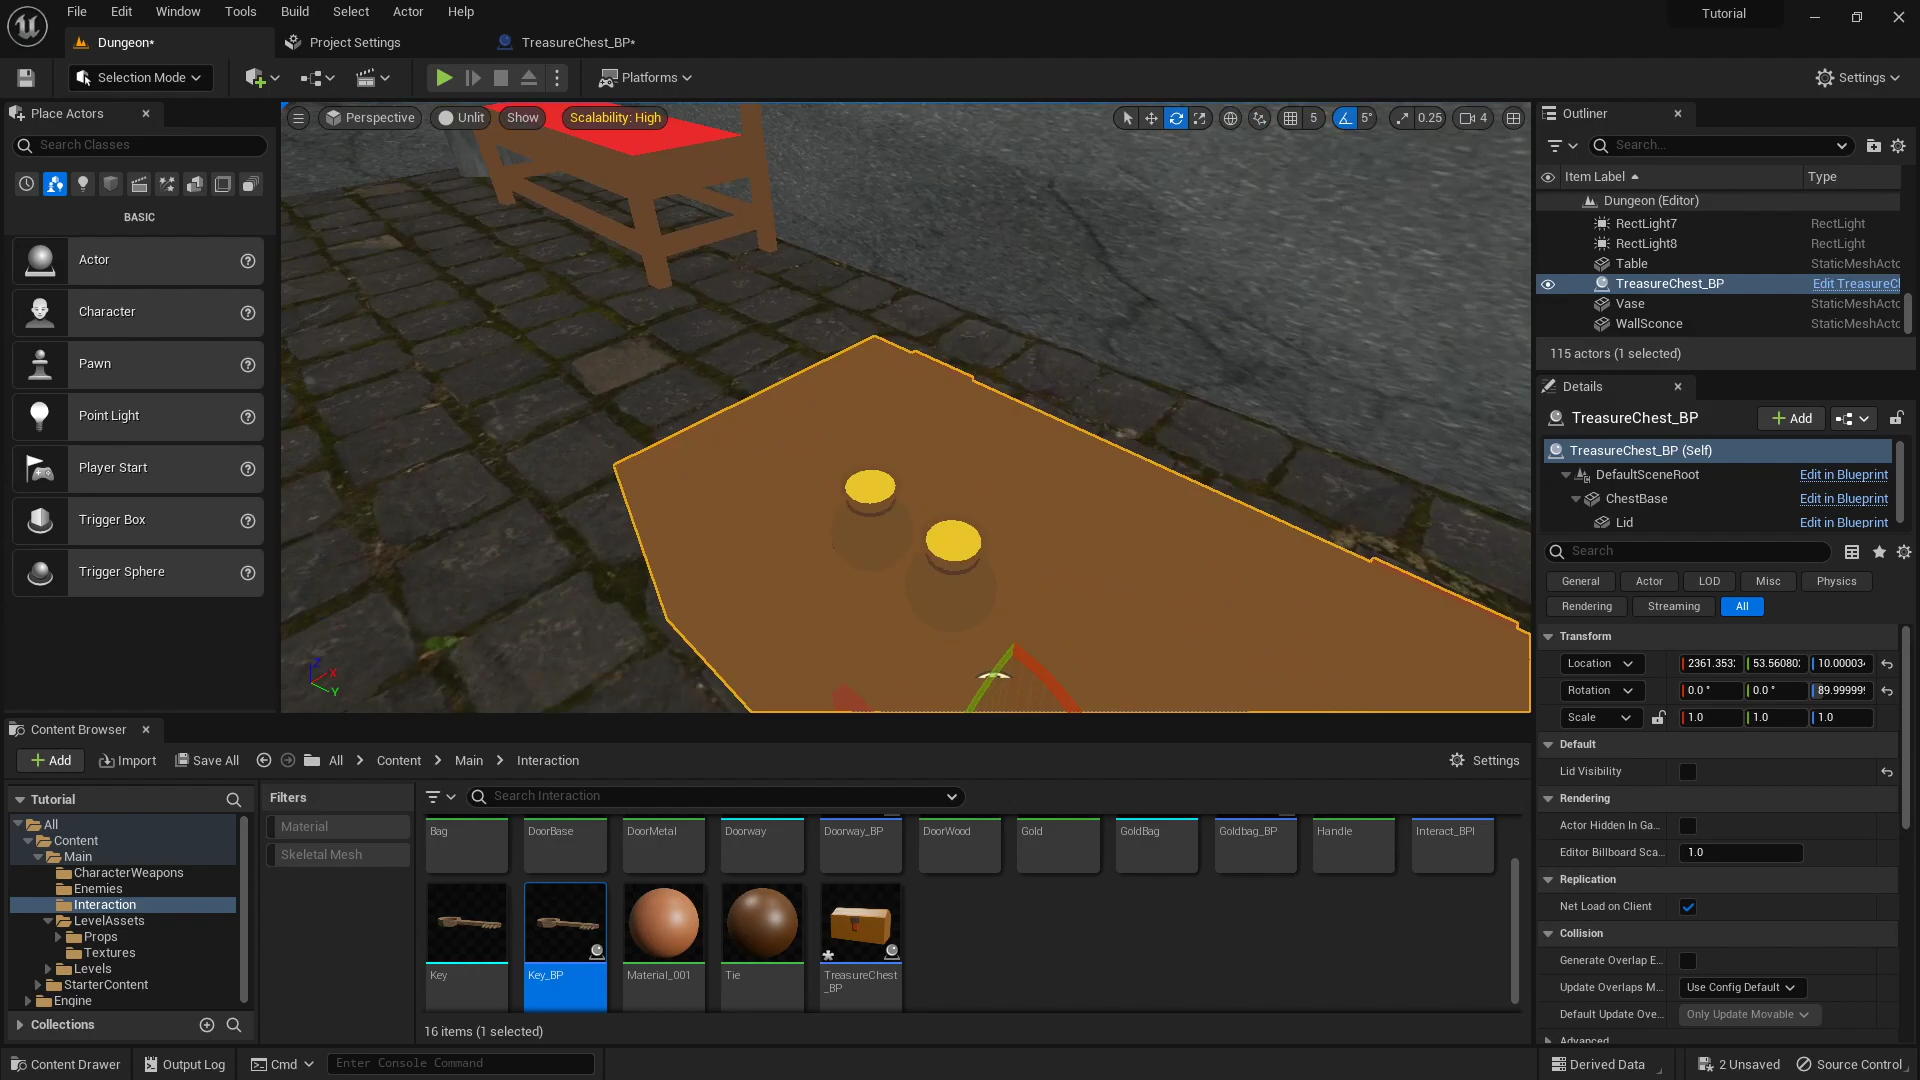 File Edit Window Tools Build Select Actor Help
Tutorial
Dungeon*
Project Settings
TreasureChest_BP*
Selection Mode
Platforms
Settings
Place Actors
Search Classes
BASIC
Actor
Character
Pawn
Point Light
Player Start
Trigger Box
Trigger Sphere
Perspective
Unlit
Show
Scalability: High
5
5°
0.25
4
Z
X
Y
Outliner
Search...
Item Label
Type
Dungeon (Editor)
RectLight7 RectLight
RectLight8 RectLight
Table StaticMeshActo
TreasureChest_BP Edit TreasureCl
Vase StaticMeshActo
WallSconce StaticMeshActo
115 actors (1 selected)
Details
TreasureChest_BP
Add
TreasureChest_BP (Self)
DefaultSceneRoot Edit in Blueprint
ChestBase Edit in Blueprint
Lid Edit in Blueprint
Search
General Actor LOD Misc Physics
Rendering Streaming All
Transform
Location 2361.353 53.56080 10.00003
Rotation 0.0 ° 0.0 ° 89.99999
Scale 1.0 1.0 1.0
Default
Lid Visibility
Rendering
Actor Hidden In Ga...
Editor Billboard Sca... 1.0
Replication
Net Load on Client
Collision
Generate Overlap E...
Update Overlaps M... Use Config Default
Default Update Ove... Only Update Movable
Advanced
Content Browser
Add Import Save All All Content Main Interaction Settings
Tutorial
All
Content
Main
CharacterWeapons
Enemies
Interaction
LevelAssets
Props
Textures
Levels
StarterContent
Engine
Collections
Filters
Material
Skeletal Mesh
Search Interaction
Bag DoorBase DoorMetal Doorway Doorway_BP DoorWood Gold GoldBag Goldbag_BP Handle Interact_BPI
Key Key_BP Material_001 Tie TreasureChest
_BP
16 items (1 selected)
Content Drawer Output Log Cmd Enter Console Command Derived Data 2 Unsaved Source Control